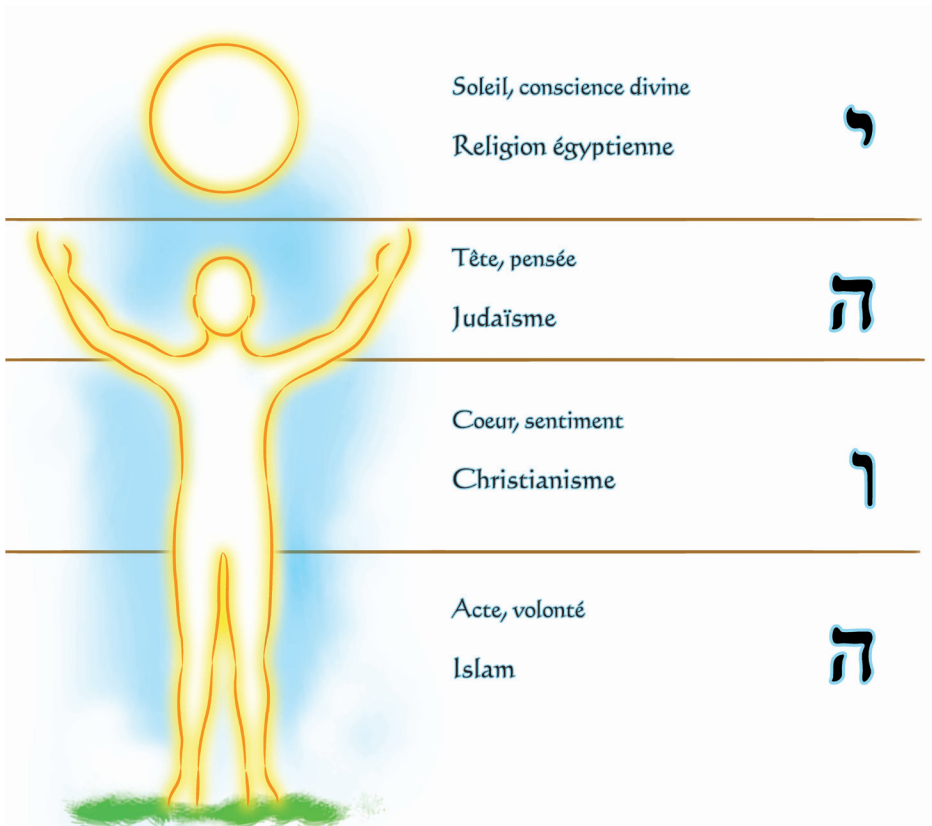 Soleil, conscience divine
Religion égyptienne
י
Tête, pensée
Judaïsme
ה
Coeur, sentiment
Christianisme
ו
Acte, volonté
Islam
ה